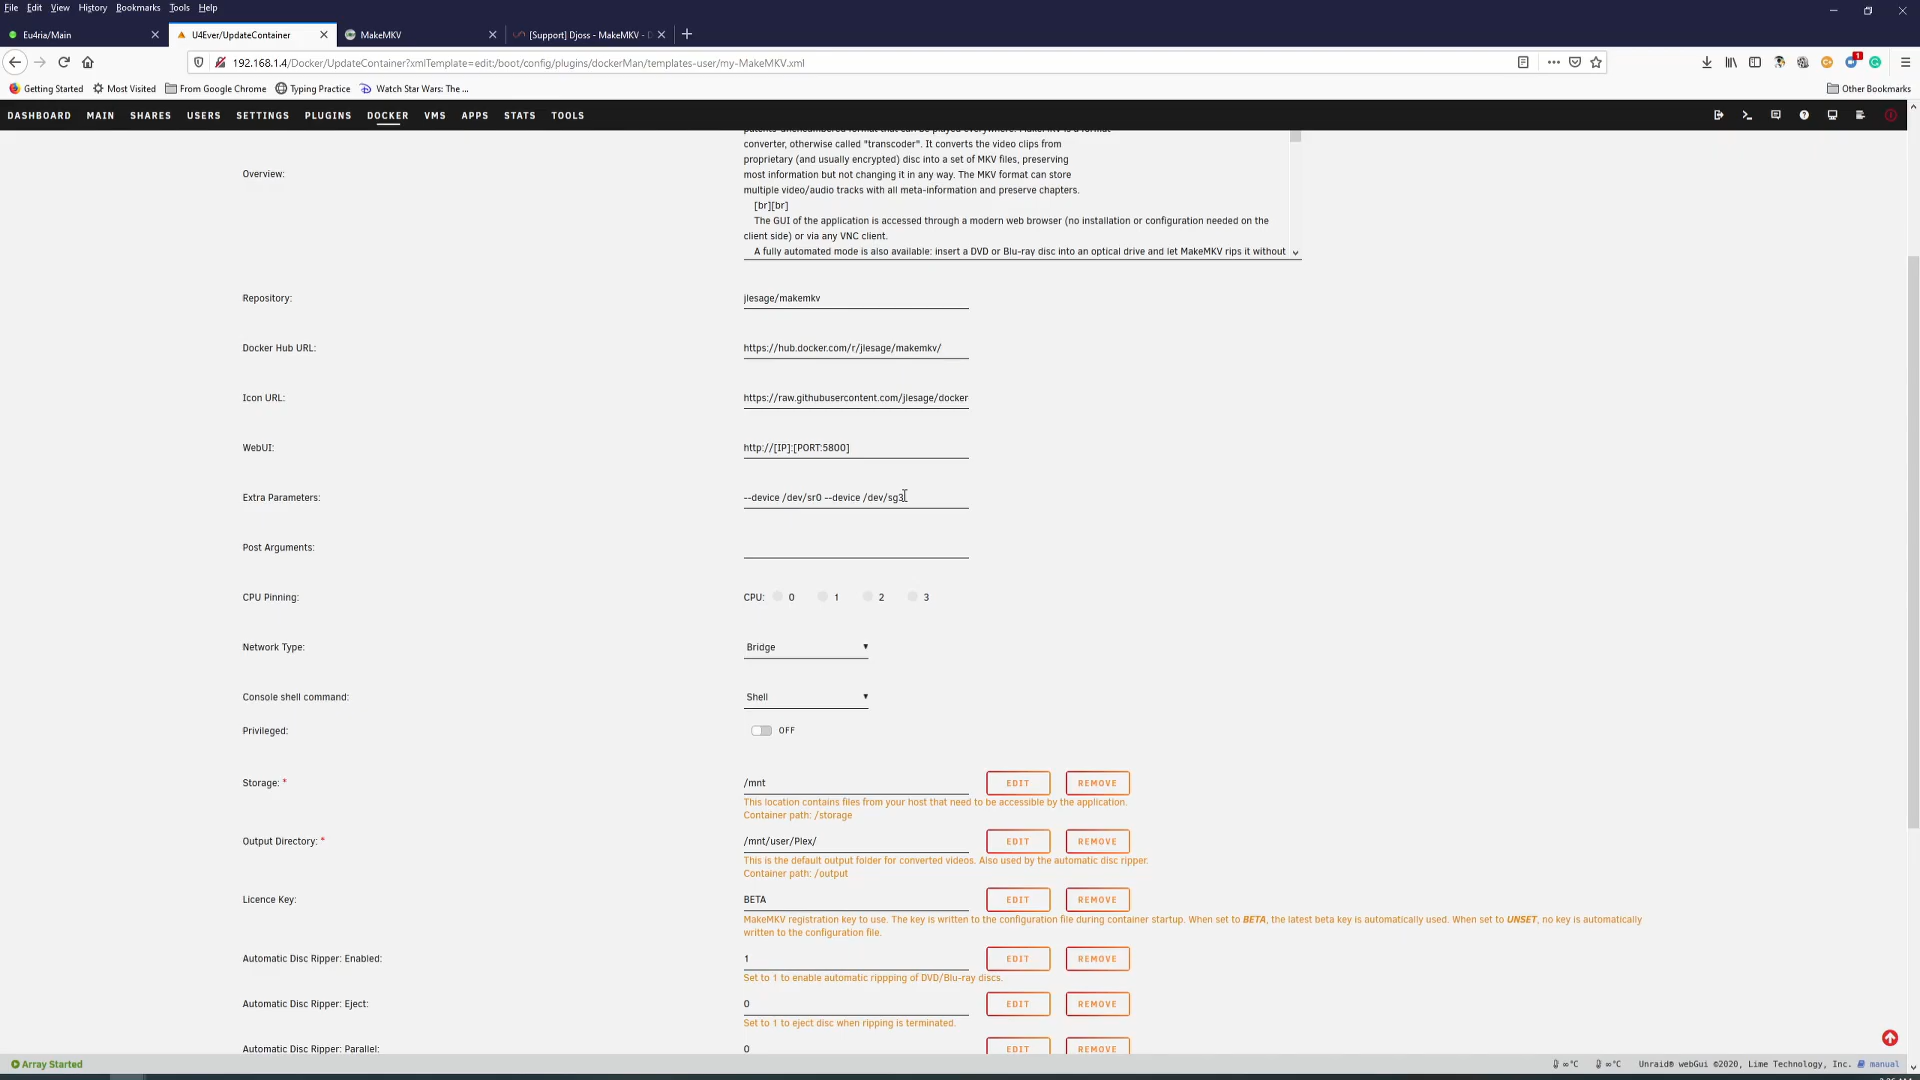 File Edit View History Bookmarks Tools Help
Eu4ria/Main
U4Ever/UpdateContainer
MakeMKV
[Support] Djoss - MakeMKV - D
192.168.1.4/Docker/UpdateContainer?xmlTemplate=edit:/boot/config/plugins/dockerMan/templates-user/my-MakeMKV.xml
Getting Started Most Visited From Google Chrome Typing Practice Watch Star Wars: The ... Other Bookmarks
DASHBOARD MAIN SHARES USERS SETTINGS PLUGINS DOCKER VMS APPS STATS TOOLS
patents-unencumbered format that can be played everywhere. MakeMKV is a format
converter, otherwise called "transcoder". It converts the video clips from
Overview: proprietary (and usually encrypted) disc into a set of MKV files, preserving
most information but not changing it in any way. The MKV format can store
multiple video/audio tracks with all meta-information and preserve chapters.
[br][br]
The GUI of the application is accessed through a modern web browser (no installation or configuration needed on the
client side) or via any VNC client.
A fully automated mode is also available: insert a DVD or Blu-ray disc into an optical drive and let MakeMKV rips it without
Repository: jlesage/makemkv
Docker Hub URL: https://hub.docker.com/r/jlesage/makemkv/
Icon URL: https://raw.githubusercontent.com/jlesage/docker
WebUI: http://[IP]:[PORT:5800]
Extra Parameters: --device /dev/sr0 --device /dev/sg3
Post Arguments:
CPU Pinning: CPU: 0 1 2 3
Network Type: Bridge
Console shell command: Shell
Privileged: OFF
Storage: * /mnt EDIT REMOVE
This location contains files from your host that need to be accessible by the application.
Container path: /storage
Output Directory: * /mnt/user/Plex/ EDIT REMOVE
This is the default output folder for converted videos. Also used by the automatic disc ripper.
Container path: /output
Licence Key: BETA EDIT REMOVE
MakeMKV registration key to use. The key is written to the configuration file during container startup. When set to BETA, the latest beta key is automatically used. When set to UNSET, no key is automatically
written to the configuration file.
Automatic Disc Ripper: Enabled: 1 EDIT REMOVE
Set to 1 to enable automatic rippping of DVD/Blu-ray discs.
Automatic Disc Ripper: Eject: 0 EDIT REMOVE
Set to 1 to eject disc when ripping is terminated.
Automatic Disc Ripper: Parallel: 0 EDIT REMOVE
Array Started ∞°C ∞°C Unraid® webGui ©2020, Lime Technology, Inc. manual